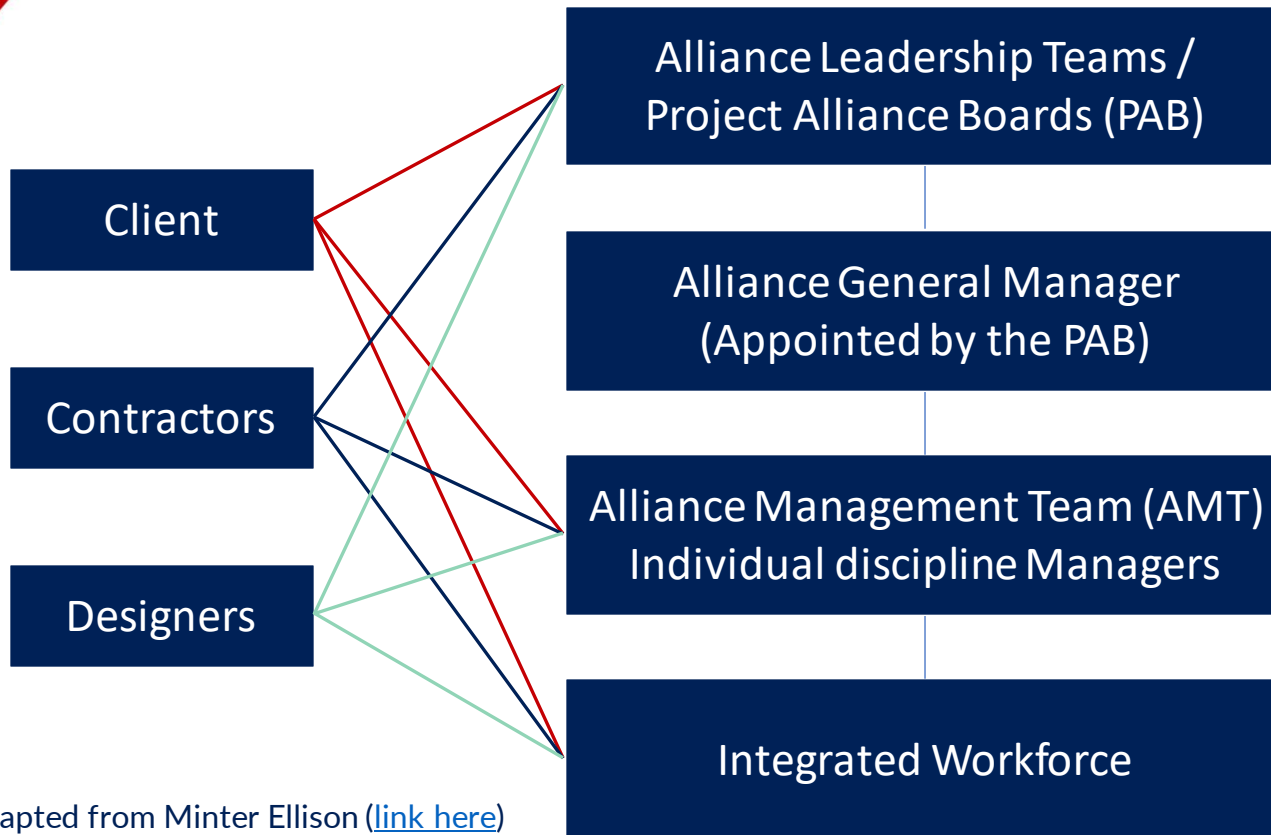 Alliance Leadership Teams /
Project Alliance Boards (PAB)
Client
Alliance General Manager
(Appointed by the PAB)
Contractors
Alliance Management Team (AMT)
Individual discipline Managers
Designers
Integrated Workforce
apted from Minter Ellison (link here)